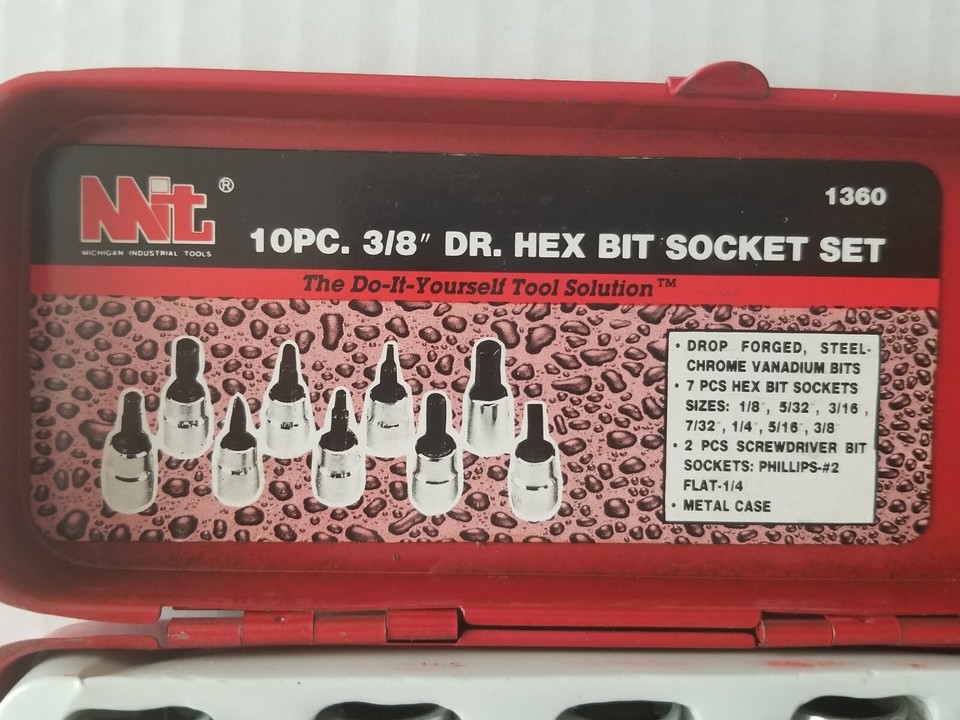 Mit®
MICHIGAN INDUSTRIAL TOOLS
1360
10PC. 3/8" DR. HEX BIT SOCKET SET
The Do-It-Yourself Tool Solution™
• DROP FORGED, STEEL-
CHROME VANADIUM BITS
• 7 PCS HEX BIT SOCKETS
SIZES: 1/8", 5/32", 3/16",
7/32", 1/4", 5/16", 3/8"
• 2 PCS SCREWDRIVER BIT
SOCKETS: PHILLIPS-#2
FLAT-1/4
• METAL CASE